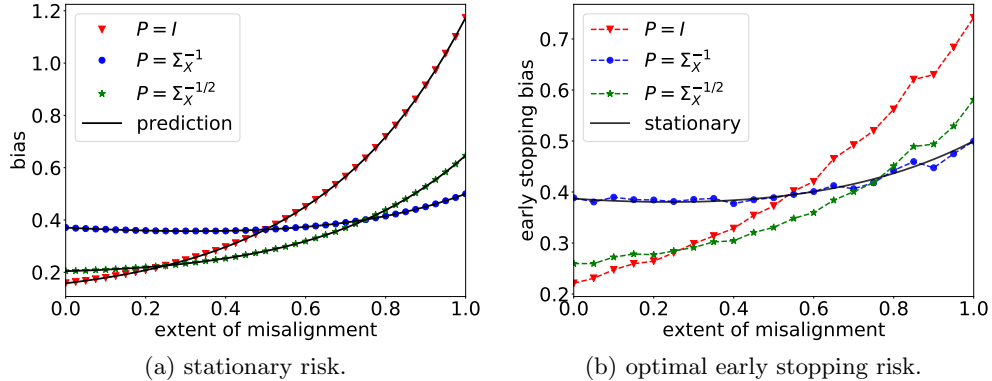 1.2
1.0
0.8
0.6
0.4
0.2
bias
P = I
P = Σ_X^{-1}
P = Σ_X^{-1/2}
prediction
0.0 0.2 0.4 0.6 0.8 1.0
extent of misalignment
(a) stationary risk.
0.7
0.6
0.5
0.4
0.3
0.2
early stopping bias
P = I
P = Σ_X^{-1}
P = Σ_X^{-1/2}
stationary
0.0 0.2 0.4 0.6 0.8 1.0
extent of misalignment
(b) optimal early stopping risk.